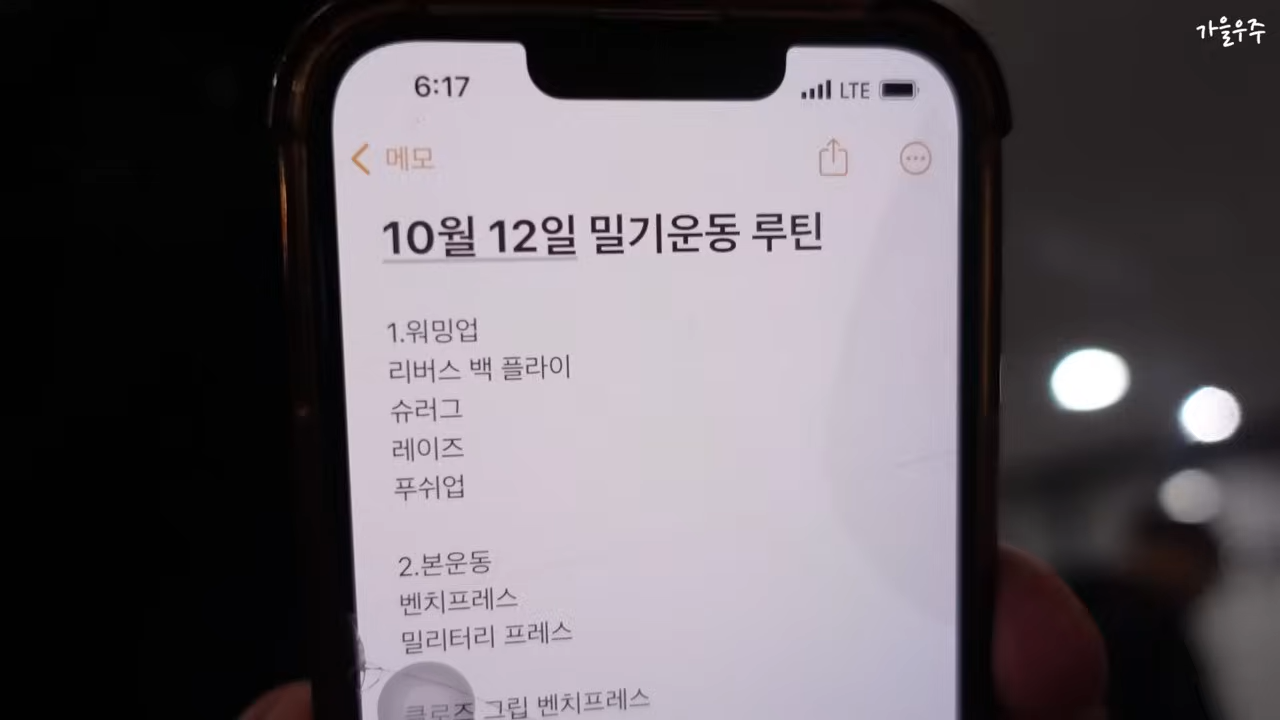 가을우주
6:17
LTE
메모
10월 12일 밀기운동 루틴
1.워밍업
리버스 백 플라이
슈러그
레이즈
푸쉬업
2.본운동
벤치프레스
밀리터리 프레스
클로즈 그립 벤치프레스